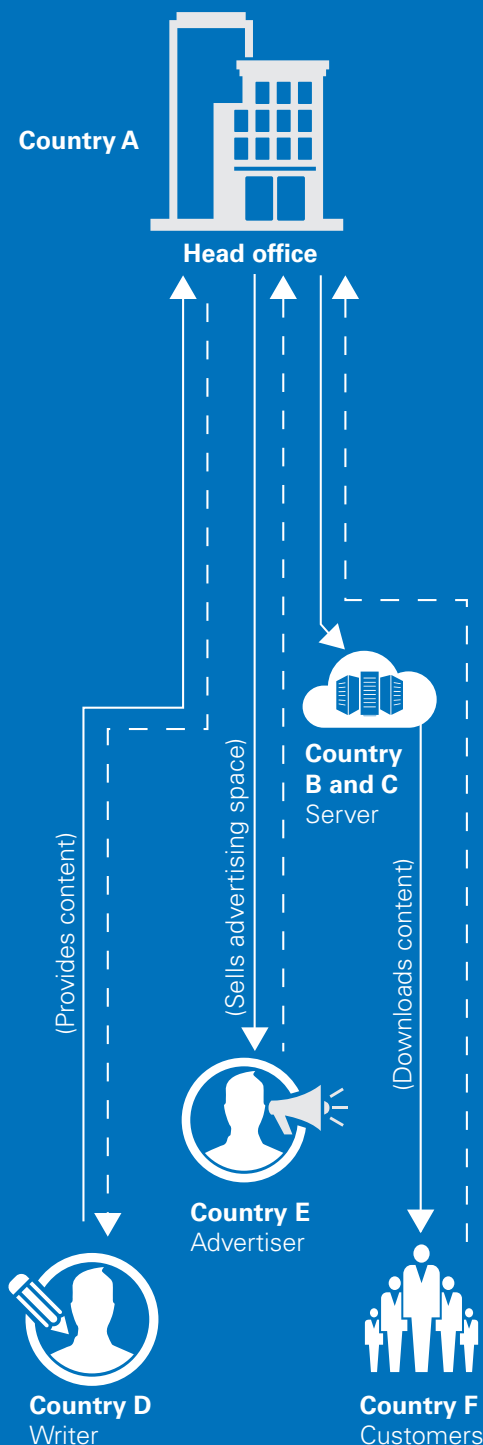 Country A
Head office
Country
B and C
Server
(Provides content)
(Sells advertising space)
(Downloads content)
Country E
Advertiser
Country D
Writer
Country F
Customers